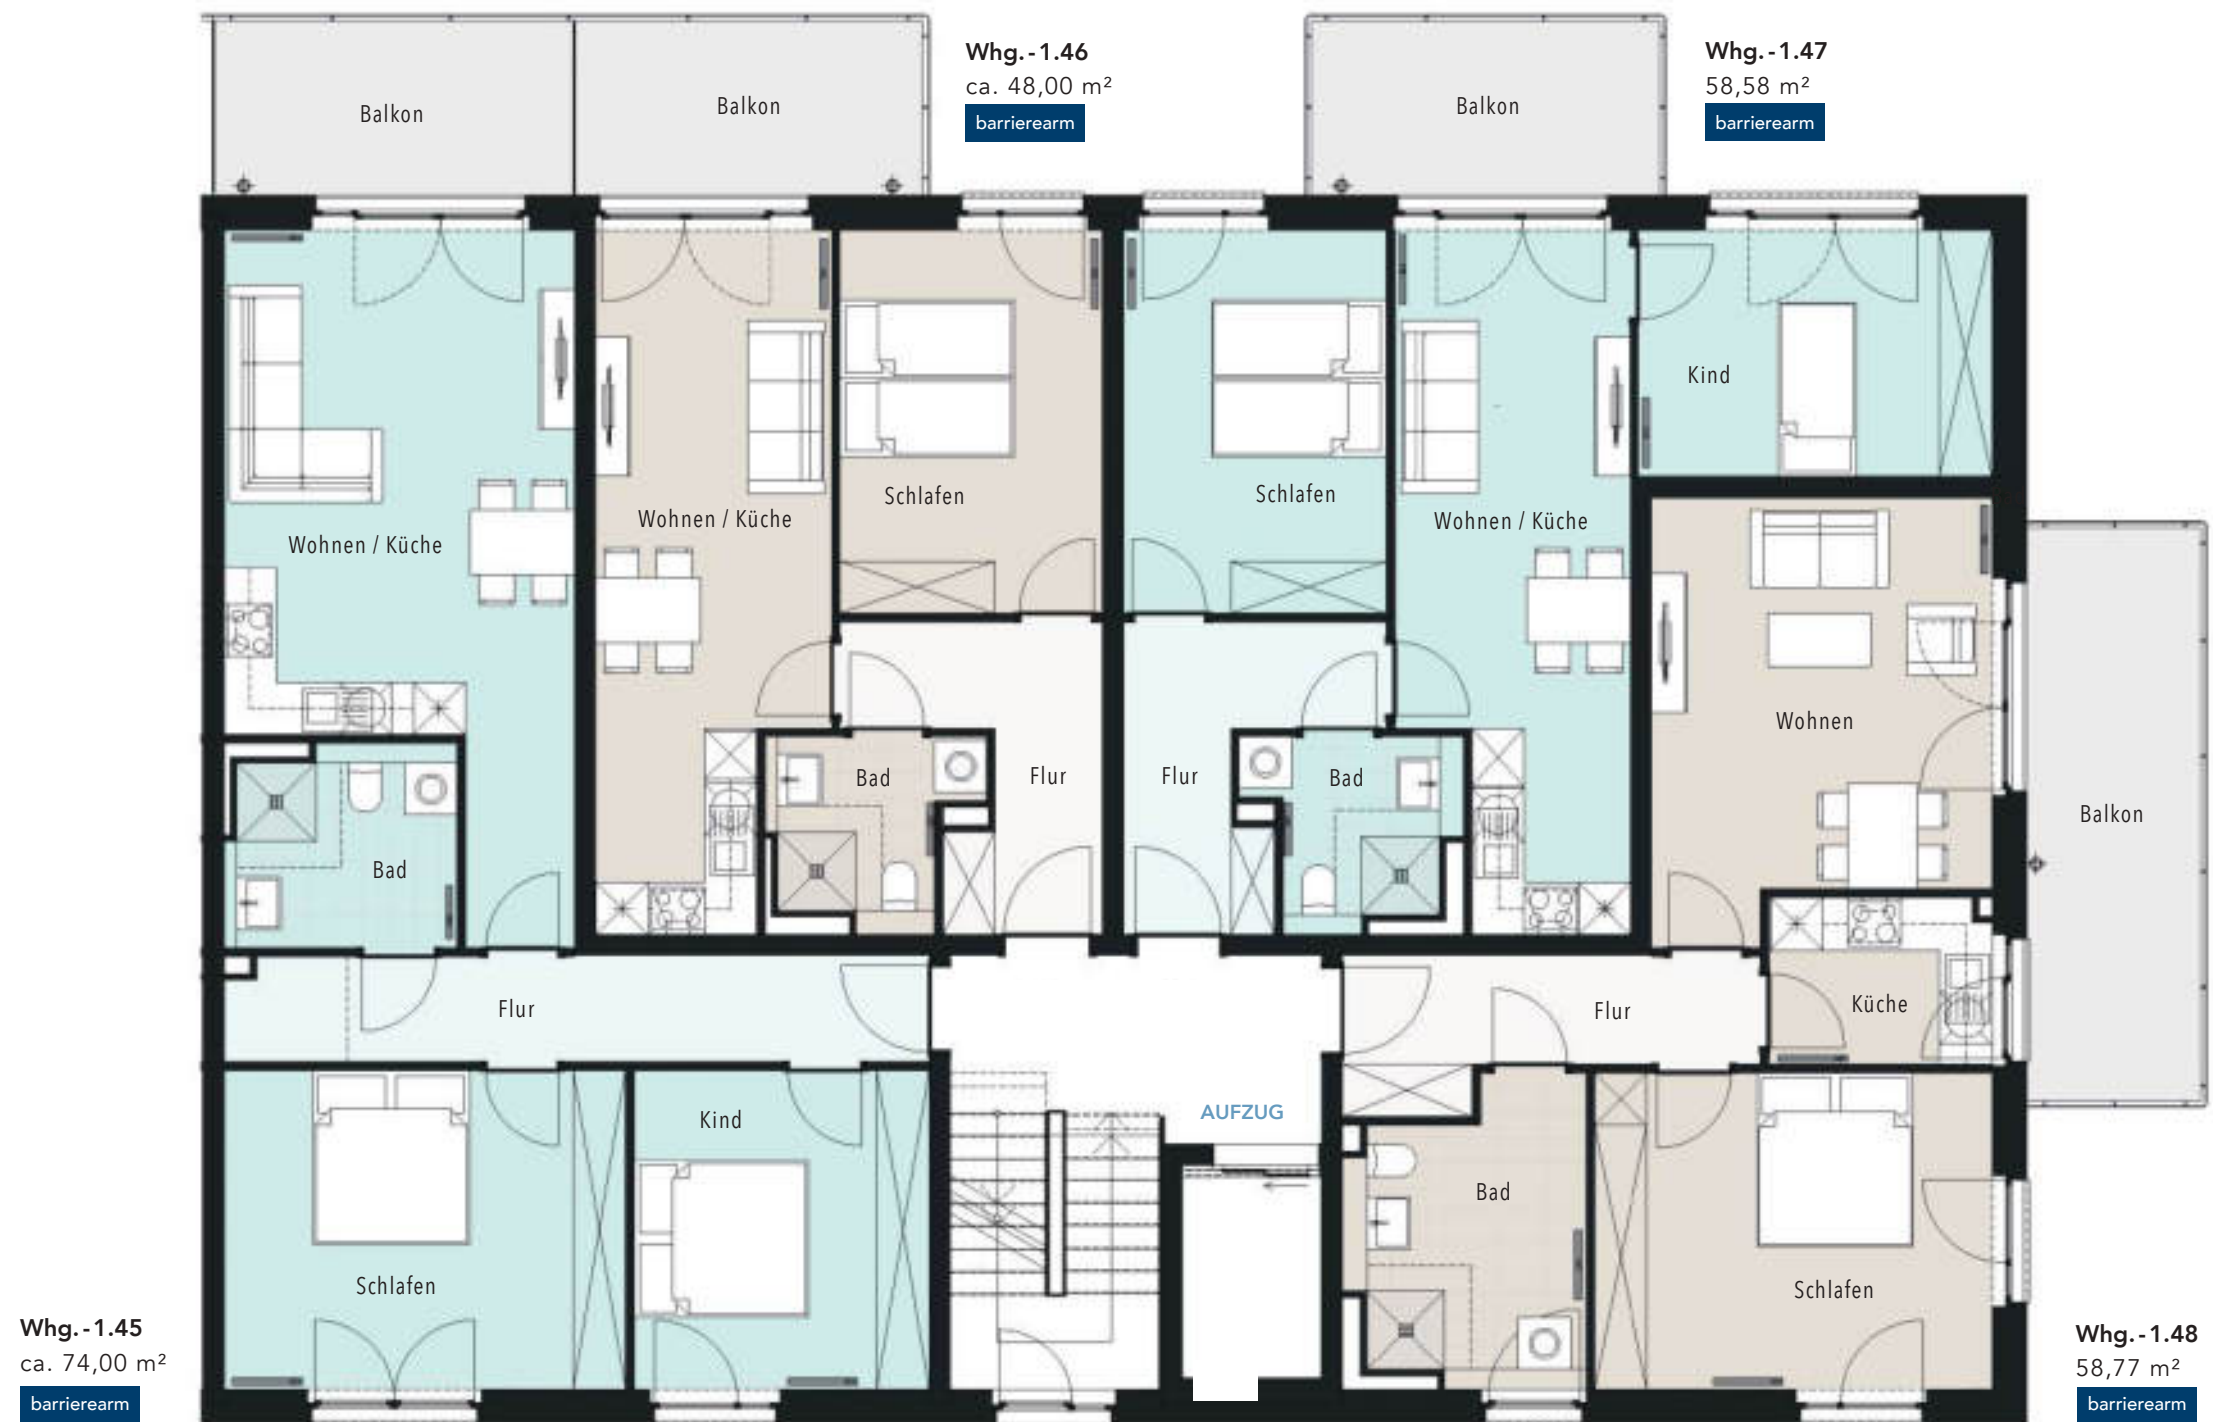 Whg.-1.46
ca. 48,00 m²
barrierearm
Whg.-1.47
58,58 m²
barrierearm
Balkon
Balkon
Balkon
Kind
Schlafen
Schlafen
Wohnen / Küche
Wohnen / Küche
Wohnen / Küche
Wohnen
Bad
Flur
Flur
Bad
Balkon
Bad
Flur
Flur
Küche
Kind
AUFZUG
Bad
Schlafen
Schlafen
Whg.-1.45
ca. 74,00 m²
barrierearm
Whg.-1.48
58,77 m²
barrierearm